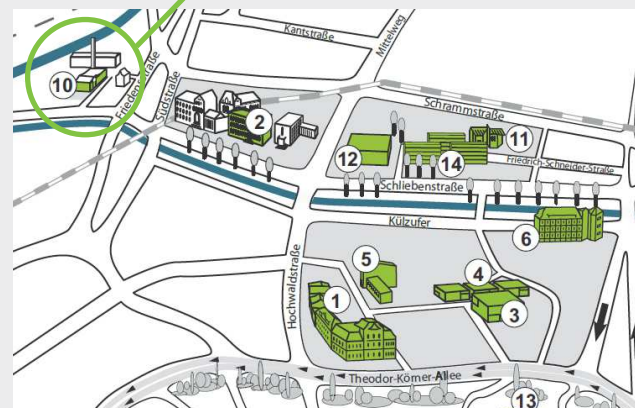 Kantstraße
Mittelweg
10
Friedenstraße
Südstraße
2
Schrammstraße
11
12
14
Friedrich-Schneider-Straße
Schliebenstraße
Külzufer
6
Hochwaldstraße
5
4
1
3
Theodor-Körner-Allee
13